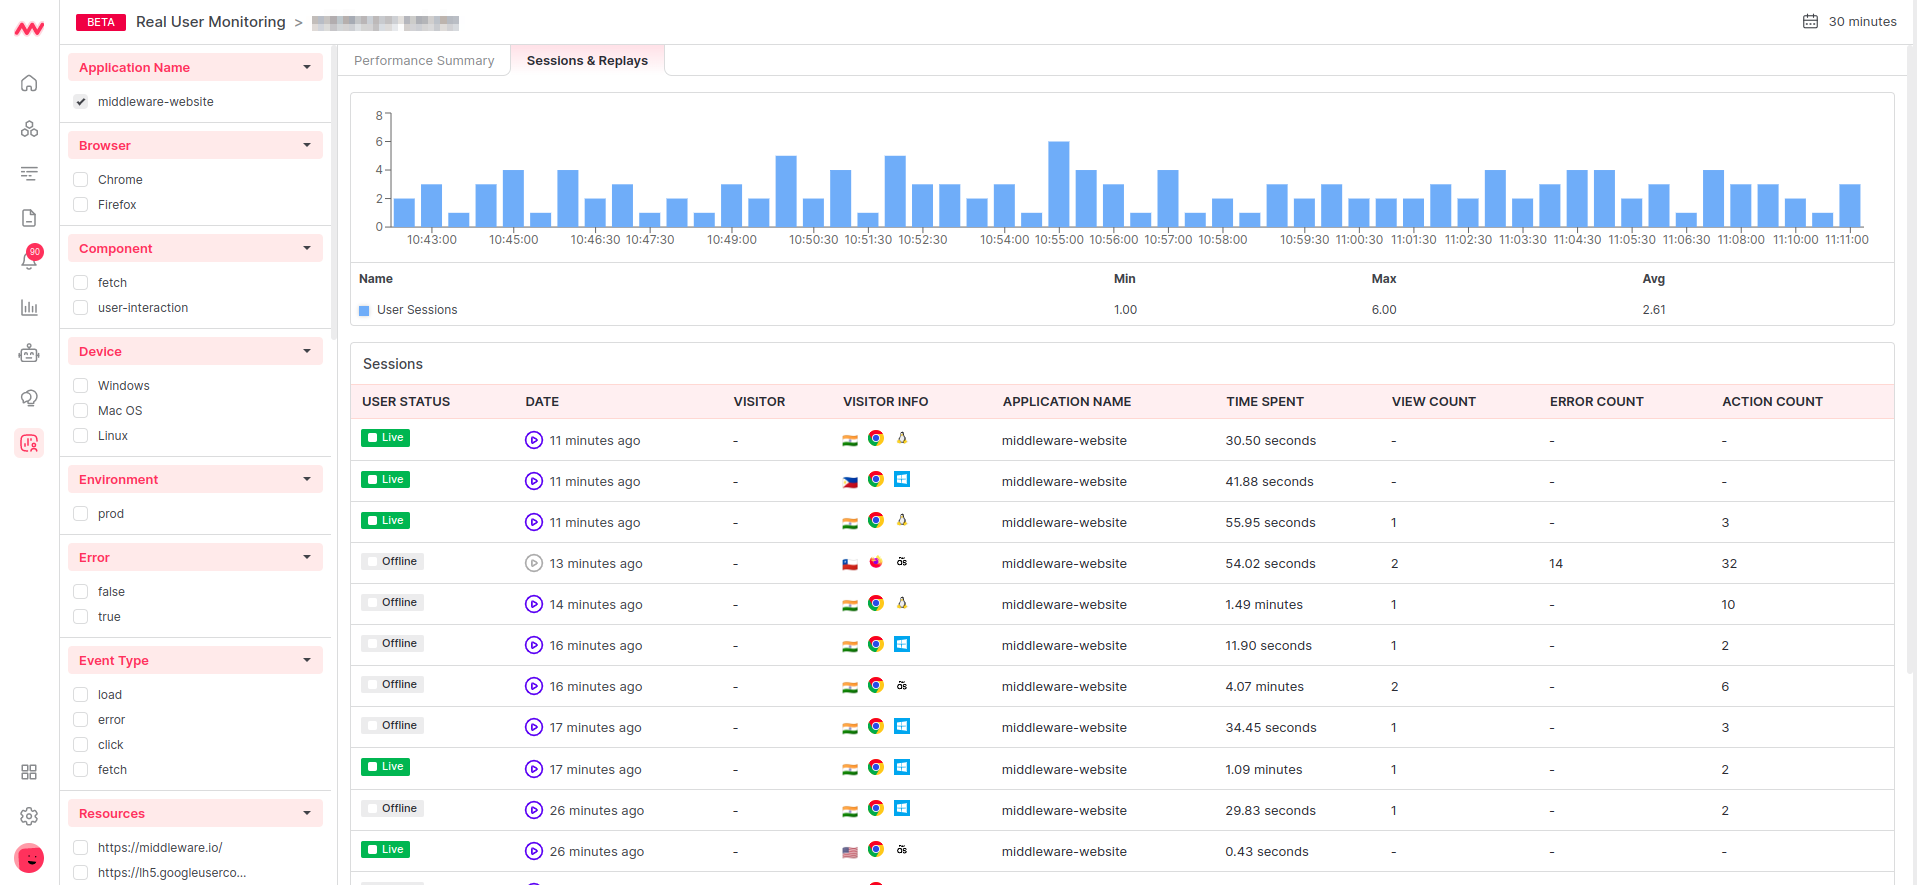 BETA Real User Monitoring >
30 minutes
Application Name
middleware-website
Browser
Chrome
Firefox
Component
fetch
user-interaction
Device
Windows
Mac OS
Linux
Environment
prod
Error
false
true
Event Type
load
error
click
fetch
Resources
https://middleware.io/
https://lh5.googleuserco...
90
Performance Summary Sessions & Replays
8
6
4
2
0
10:43:00 10:45:00 10:46:30 10:47:30 10:49:00 10:50:30 10:51:30 10:52:30 10:54:00 10:55:00 10:56:00 10:57:00 10:58:00 10:59:30 11:00:30 11:01:30 11:02:30 11:03:30 11:04:30 11:05:30 11:06:30 11:08:00 11:10:00 11:11:00
Name Min Max Avg
User Sessions 1.00 6.00 2.61
Sessions
USER STATUS DATE VISITOR VISITOR INFO APPLICATION NAME TIME SPENT VIEW COUNT ERROR COUNT ACTION COUNT
Live 11 minutes ago - middleware-website 30.50 seconds - - -
Live 11 minutes ago - middleware-website 41.88 seconds - - -
Live 11 minutes ago - middleware-website 55.95 seconds 1 - 3
Offline 13 minutes ago - middleware-website 54.02 seconds 2 14 32
Offline 14 minutes ago - middleware-website 1.49 minutes 1 - 10
Offline 16 minutes ago - middleware-website 11.90 seconds 1 - 2
Offline 16 minutes ago - middleware-website 4.07 minutes 2 - 6
Offline 17 minutes ago - middleware-website 34.45 seconds 1 - 3
Live 17 minutes ago - middleware-website 1.09 minutes 1 - 2
Offline 26 minutes ago - middleware-website 29.83 seconds 1 - 2
Live 26 minutes ago - middleware-website 0.43 seconds - - -